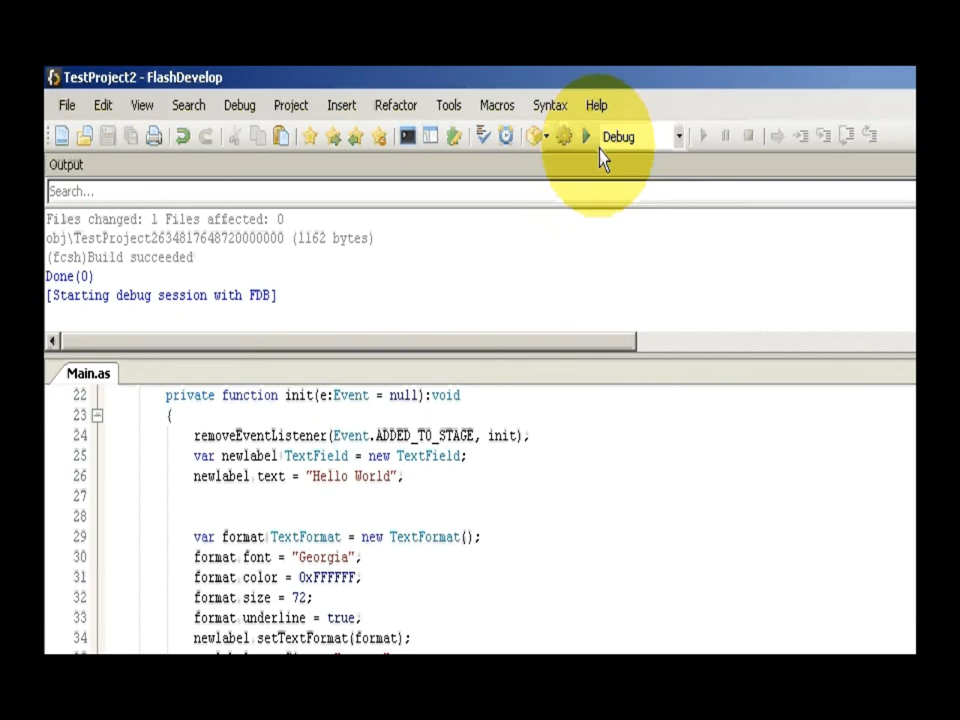 TestProject2 - FlashDevelop
File Edit View Search Debug Project Insert Refactor Tools Macros Syntax Help
Debug
Output
Search...
Files changed: 1 Files affected: 0
obj\TestProject2634817648720000000 (1162 bytes)
(fcsh)Build succeeded
Done(0)
[Starting debug session with FDB]
Main.as
22 private function init(e:Event = null):void
23 {
24 removeEventListener(Event.ADDED_TO_STAGE, init);
25 var newlabel:TextField = new TextField;
26 newlabel.text = "Hello World";
27
28
29 var format:TextFormat = new TextFormat();
30 format.font = "Georgia";
31 format.color = 0xFFFFFF;
32 format.size = 72;
33 format.underline = true;
34 newlabel.setTextFormat(format);